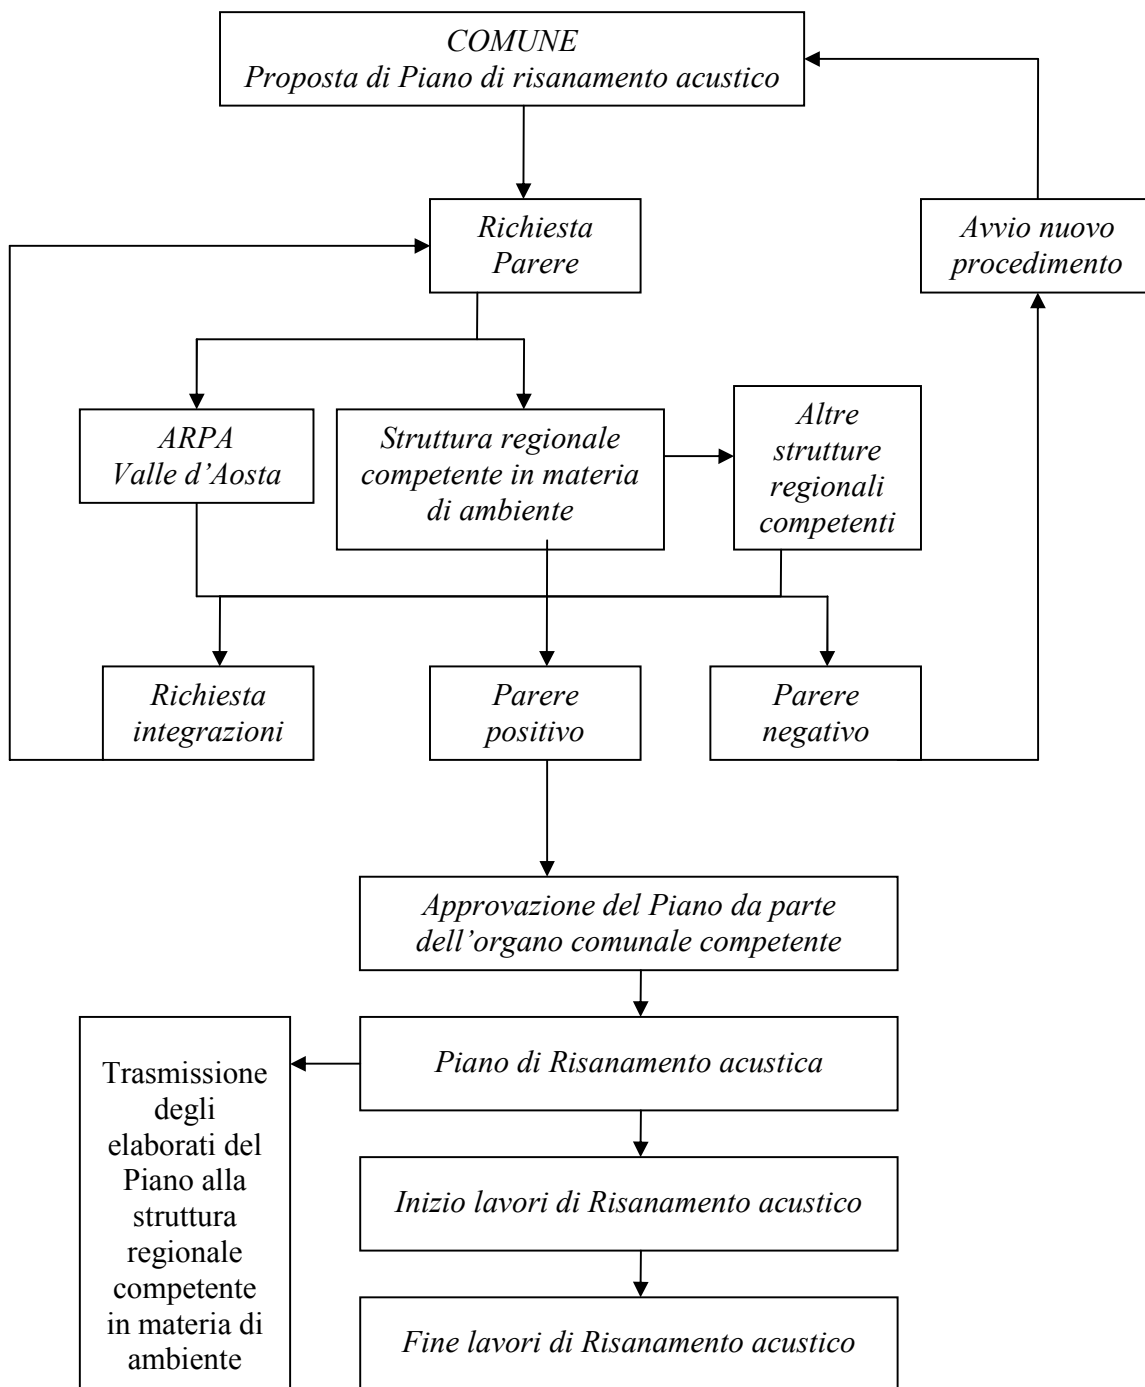 COMUNE
Proposta di Piano di risanamento acustico
Richiesta
Parere
Avvio nuovo
procedimento
ARPA
Valle d’Aosta
Struttura regionale
competente in materia
di ambiente
Altre
strutture
regionali
competenti
Richiesta
integrazioni
Parere
positivo
Parere
negativo
Approvazione del Piano da parte
dell’organo comunale competente
Piano di Risanamento acustica
Trasmissione
degli
elaborati del
Piano alla
struttura
regionale
competente
in materia di
ambiente
Inizio lavori di Risanamento acustico
Fine lavori di Risanamento acustico